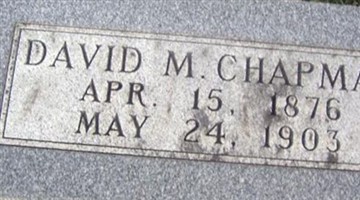 DAVID M. CHAPMA
APR. 15, 1876
MAY 24, 1903